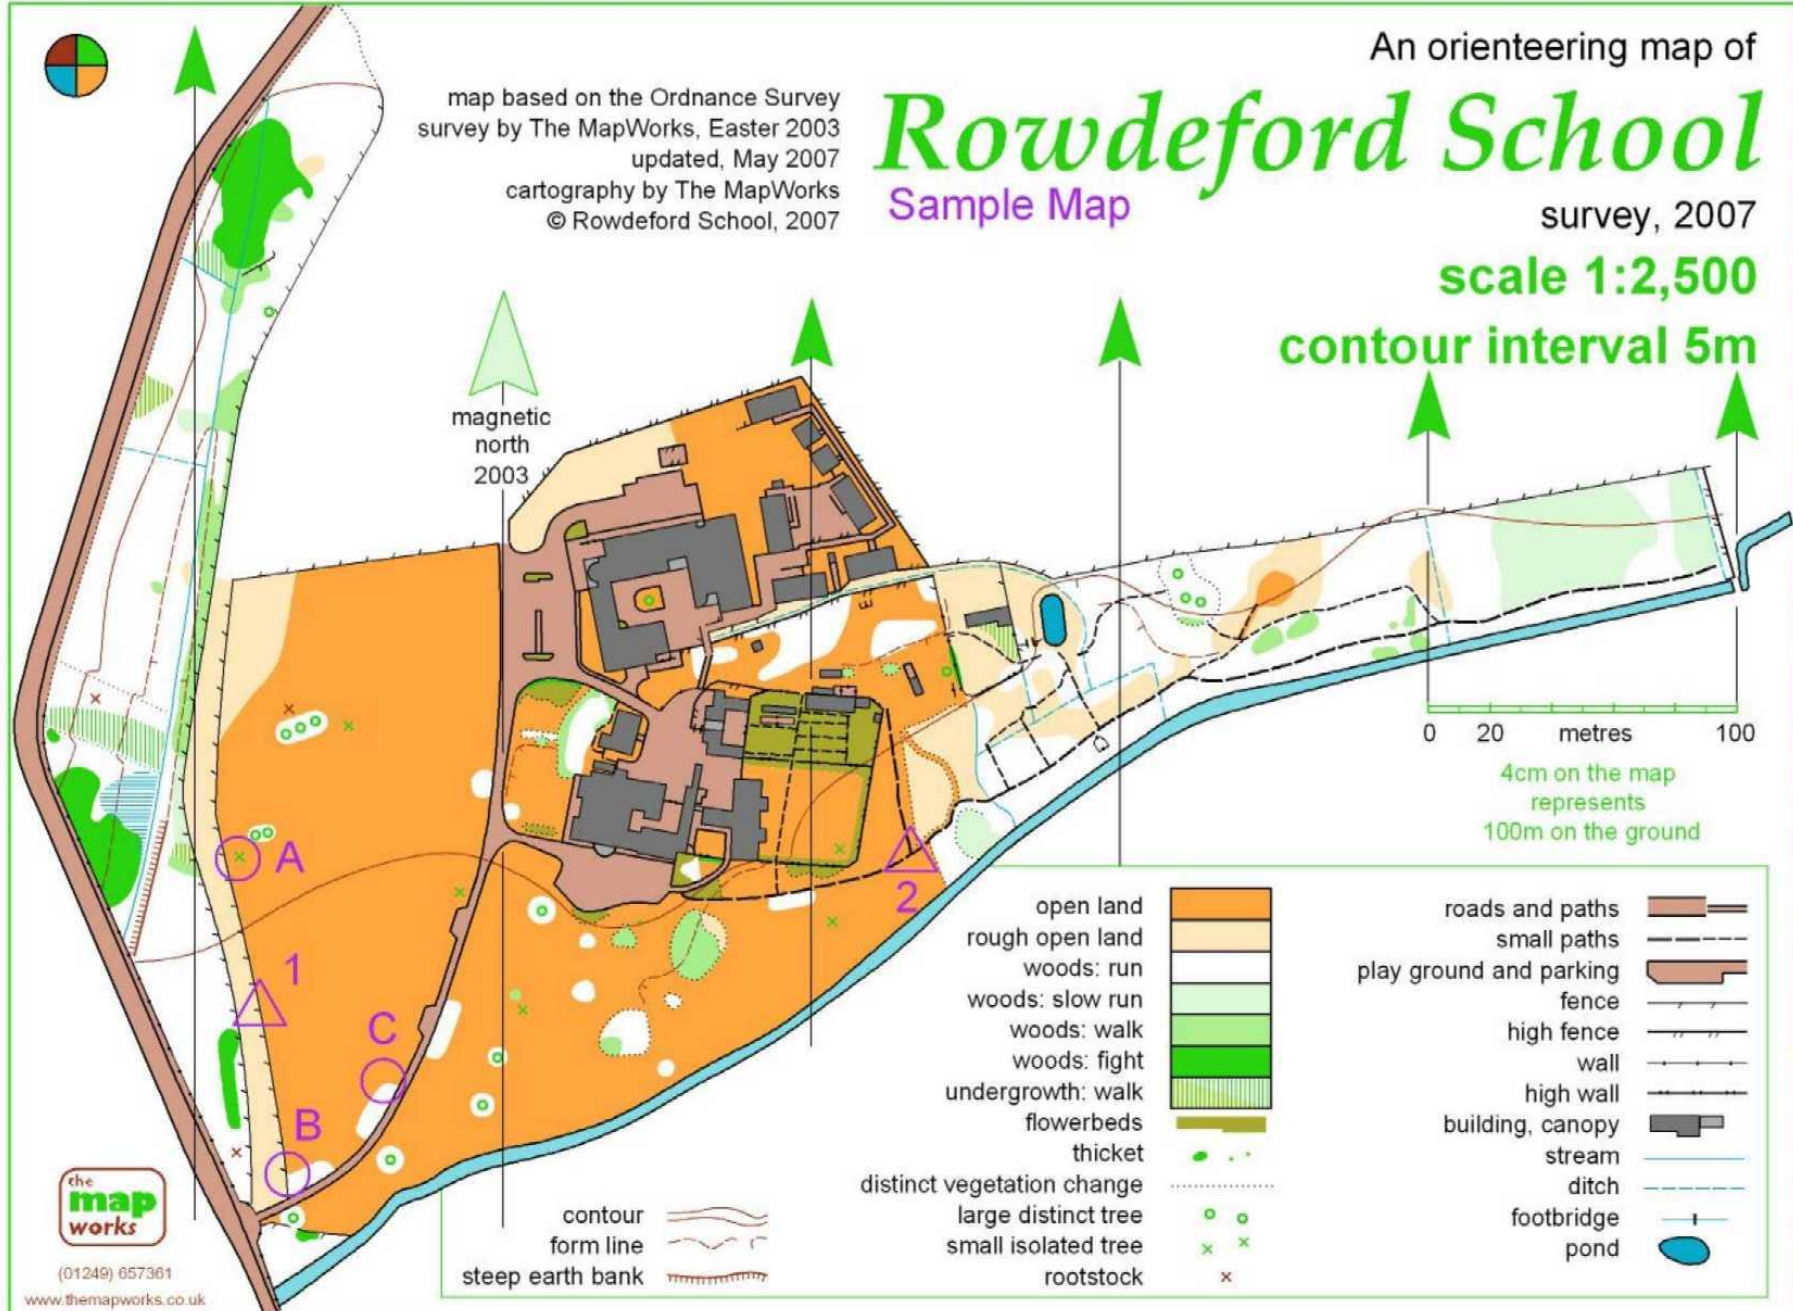 An orienteering map of
Rowdeford School
Sample Map
survey, 2007
scale 1:2,500
contour interval 5m
map based on the Ordnance Survey
survey by The MapWorks, Easter 2003
updated, May 2007
cartography by The MapWorks
© Rowdeford School, 2007
magnetic
north
2003
0 20 metres 100
4cm on the map
represents
100m on the ground
A
1
C
B
2
open land
rough open land
woods: run
woods: slow run
woods: walk
woods: fight
undergrowth: walk
flowerbeds
thicket
distinct vegetation change
large distinct tree
small isolated tree
rootstock
roads and paths
small paths
play ground and parking
fence
high fence
wall
high wall
building, canopy
stream
ditch
footbridge
pond
contour
form line
steep earth bank
the
map
works
(01249) 657361
www.themapworks.co.uk